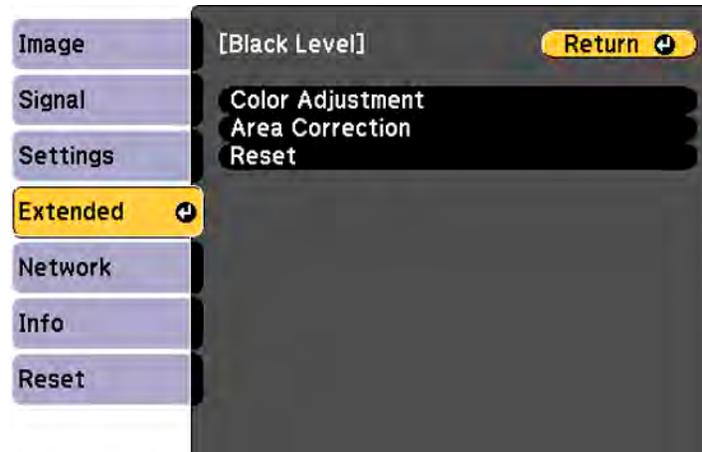 Image
Signal
Settings
Extended
Network
Info
Reset
[Black Level]
Return
Color Adjustment
Area Correction
Reset